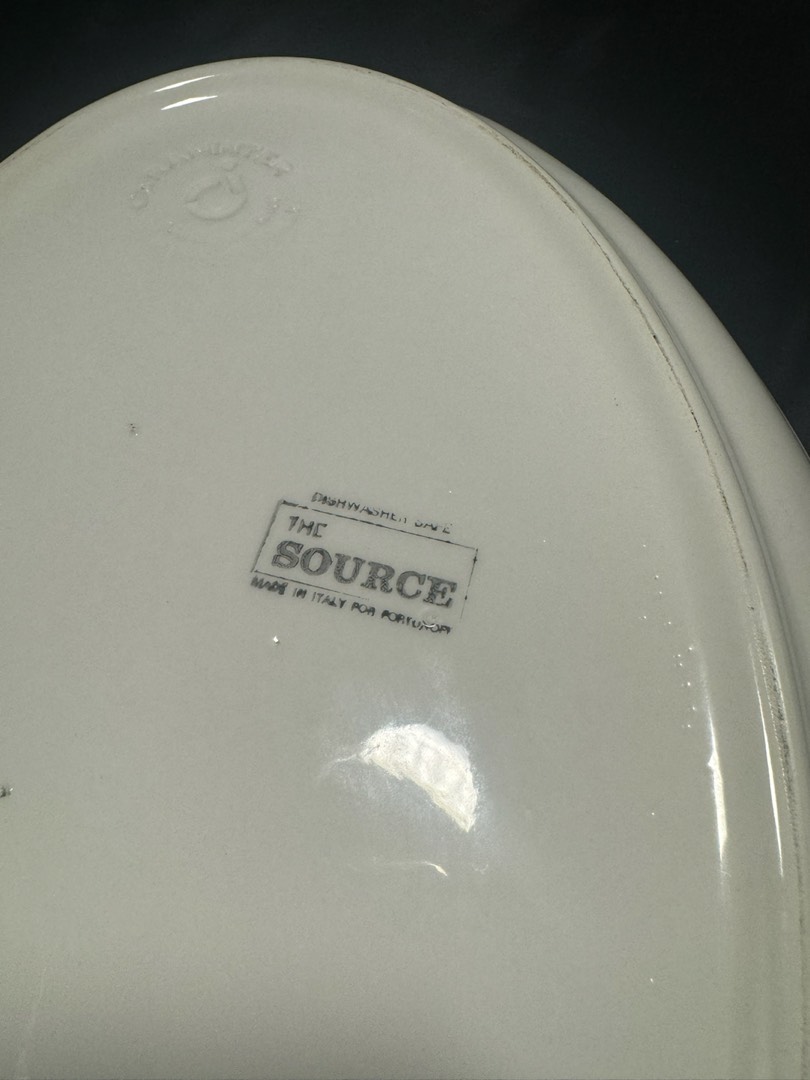 DISHWASHER SAFE
THE
SOURCE
MADE IN ITALY FOR